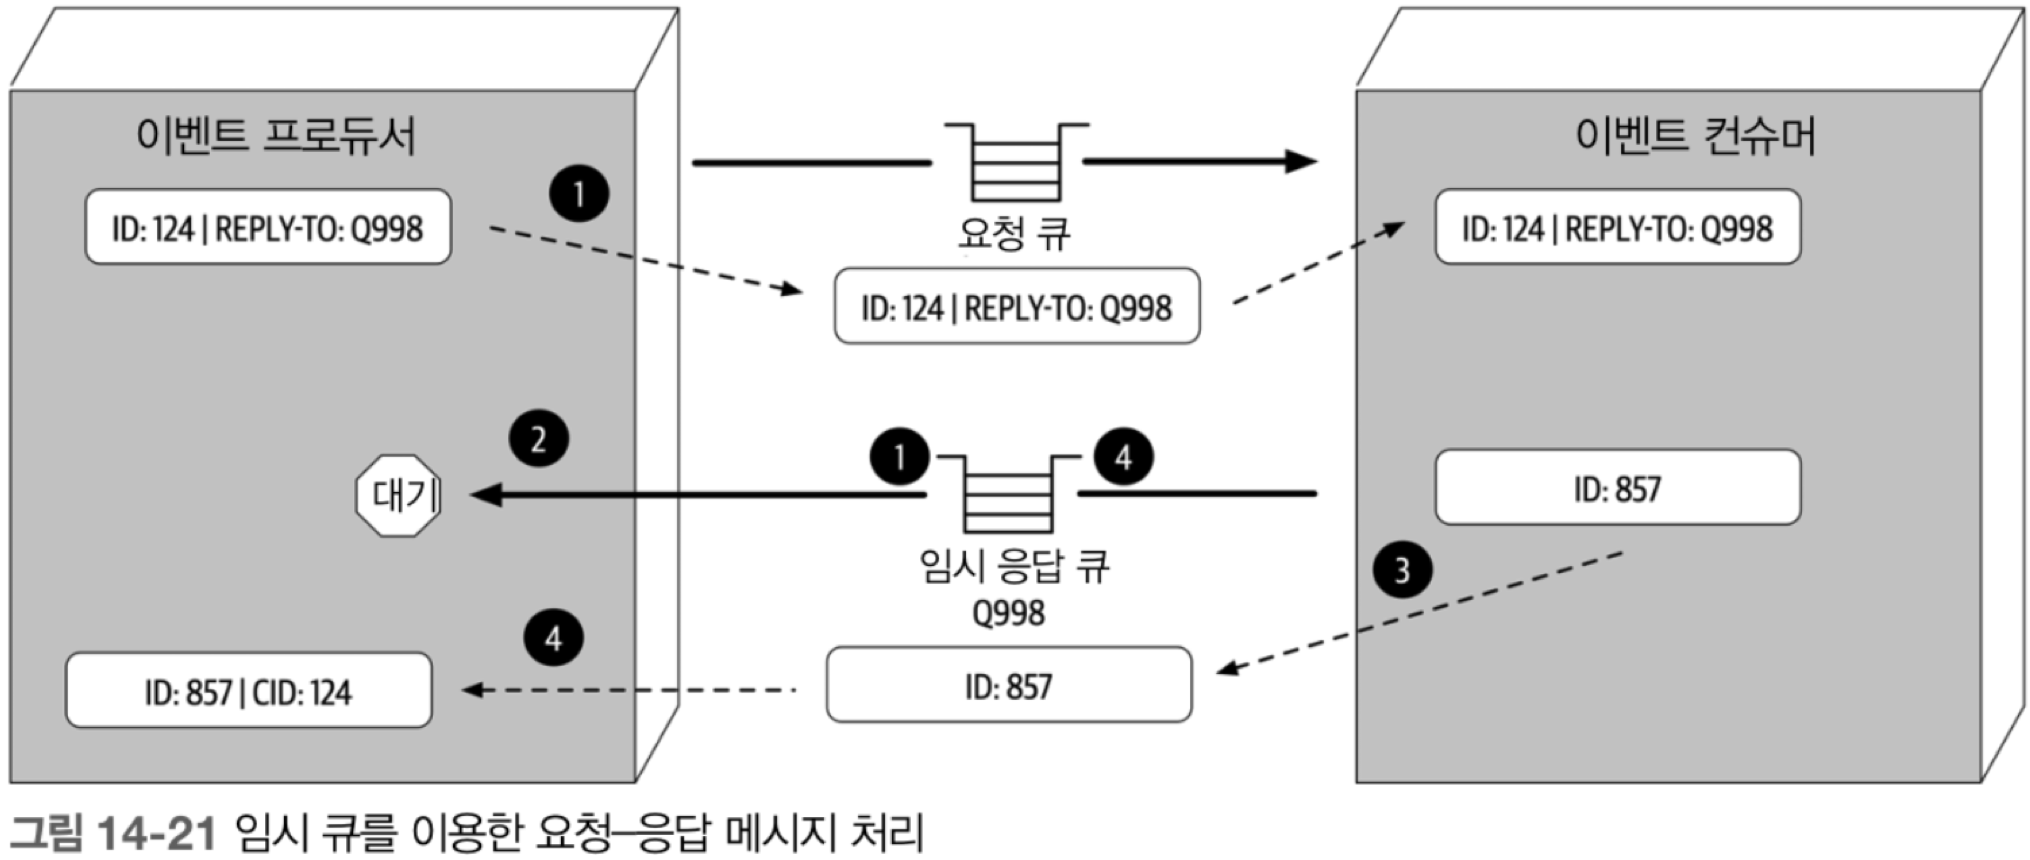 이벤트 프로듀서
1
ID: 124 | REPLY-TO: Q998
요청 큐
ID: 124 | REPLY-TO: Q998
이벤트 컨슈머
ID: 124 | REPLY-TO: Q998
2
대기
1
4
임시 응답 큐
Q998
ID: 857
3
4
ID: 857 | CID: 124
ID: 857
그림 14-21 임시 큐를 이용한 요청–응답 메시지 처리